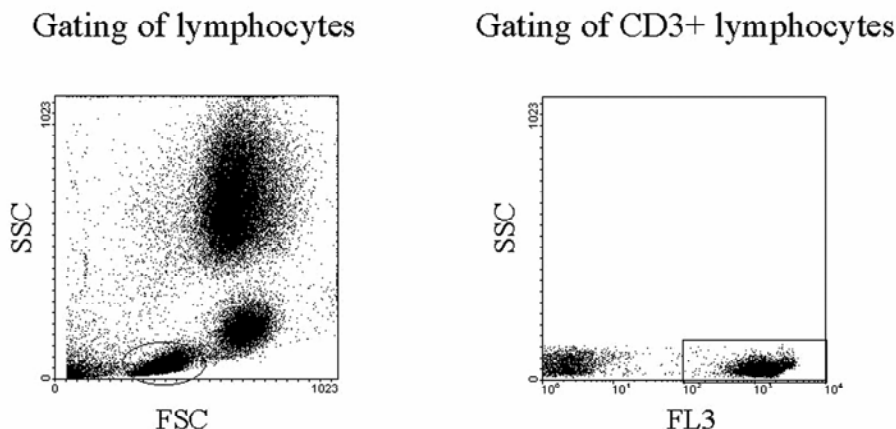 Gating of lymphocytes
Gating of CD3+ lymphocytes
1023
SSC
0
0
1023
FSC
1023
SSC
0
10⁰
10¹
10²
10³
10⁴
FL3